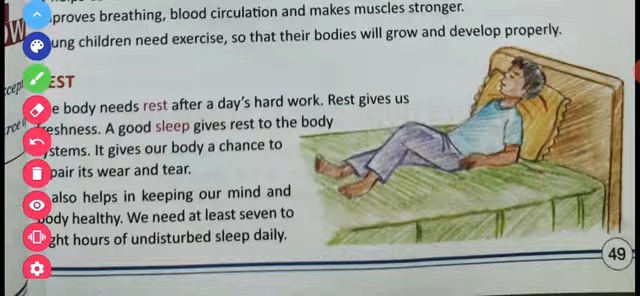 proves breathing, blood circulation and makes muscles stronger.
ung children need exercise, so that their bodies will grow and develop properly.
EST
e body needs rest after a day's hard work. Rest gives us
eshness. A good sleep gives rest to the body
stems. It gives our body a chance to
pair its wear and tear.
also helps in keeping our mind and
ody healthy. We need at least seven to
ght hours of undisturbed sleep daily.
49